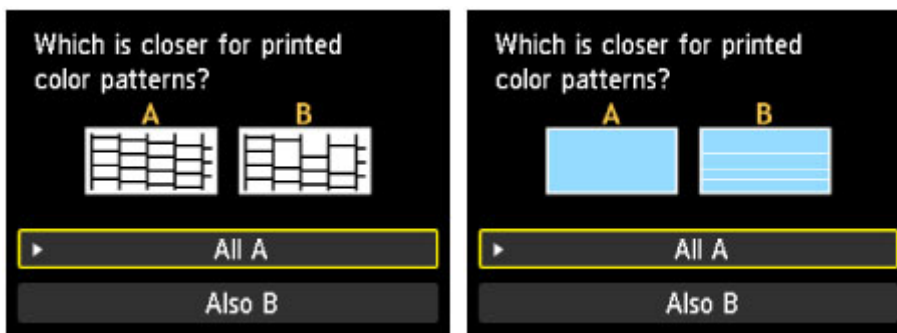 Which is closer for printed
color patterns?
A B
All A
Also B
Which is closer for printed
color patterns?
A B
All A
Also B